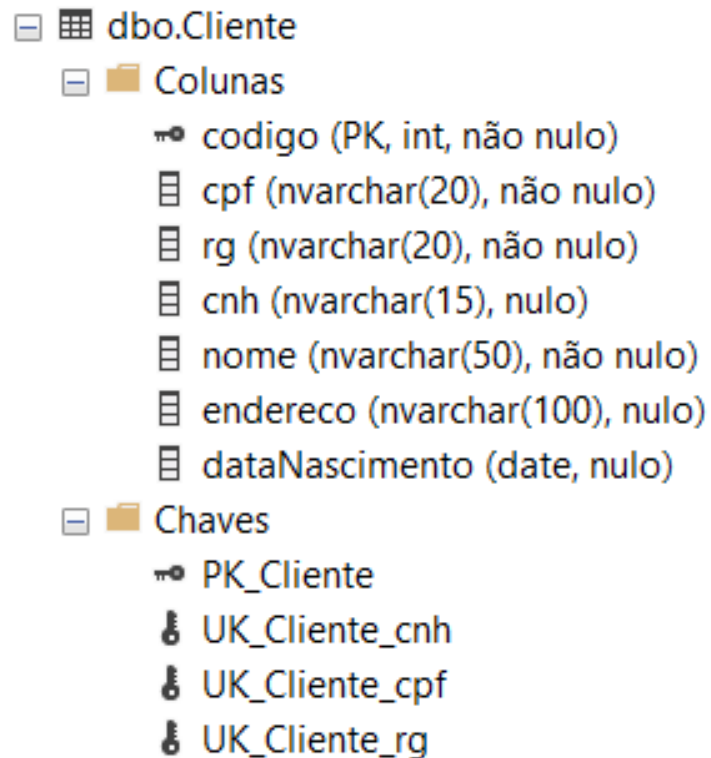 dbo.Cliente
Colunas
codigo (PK, int, não nulo)
cpf (nvarchar(20), não nulo)
rg (nvarchar(20), não nulo)
cnh (nvarchar(15), nulo)
nome (nvarchar(50), não nulo)
endereco (nvarchar(100), nulo)
dataNascimento (date, nulo)
Chaves
PK_Cliente
UK_Cliente_cnh
UK_Cliente_cpf
UK_Cliente_rg